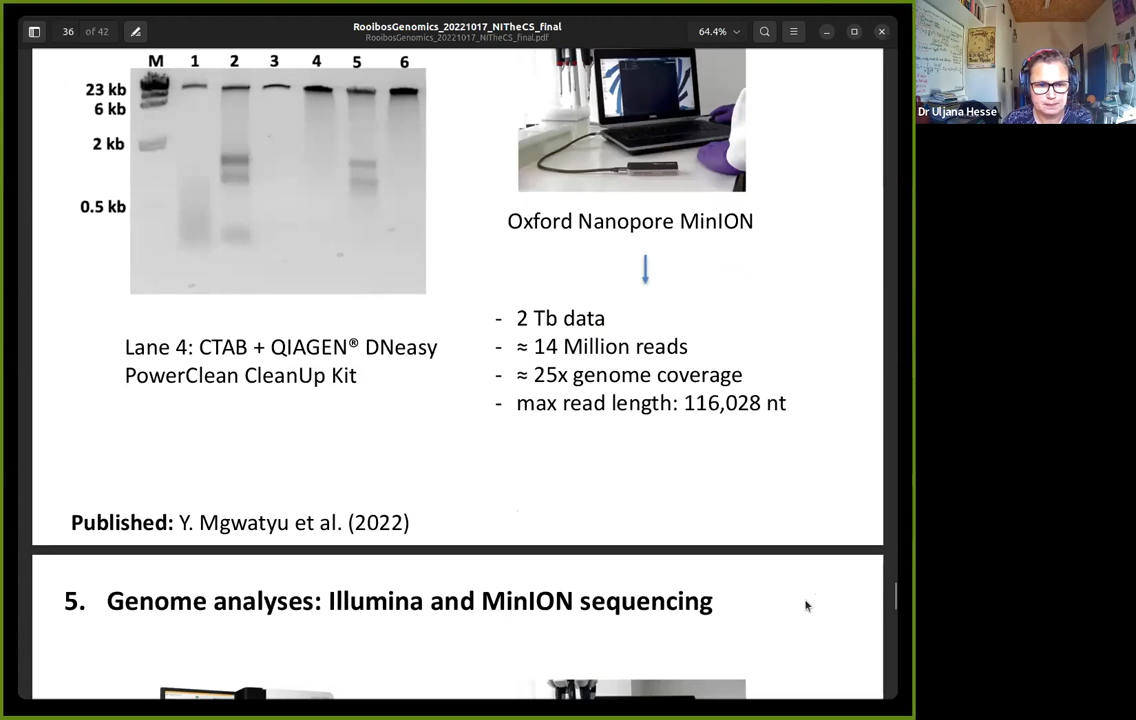 36 of 42
RooibosGenomics_20221017_NITheCS_final
RooibosGenomics_20221017_NITheCS_final.pdf
64.4%
M 1 2 3 4 5 6
23 kb
6 kb
2 kb
0.5 kb
Lane 4: CTAB + QIAGEN® DNeasy
PowerClean CleanUp Kit
Oxford Nanopore MinION
- 2 Tb data
- ≈ 14 Million reads
- ≈ 25x genome coverage
- max read length: 116,028 nt
Published: Y. Mgwatyu et al. (2022)
5. Genome analyses: Illumina and MinION sequencing
Dr Uljana Hesse